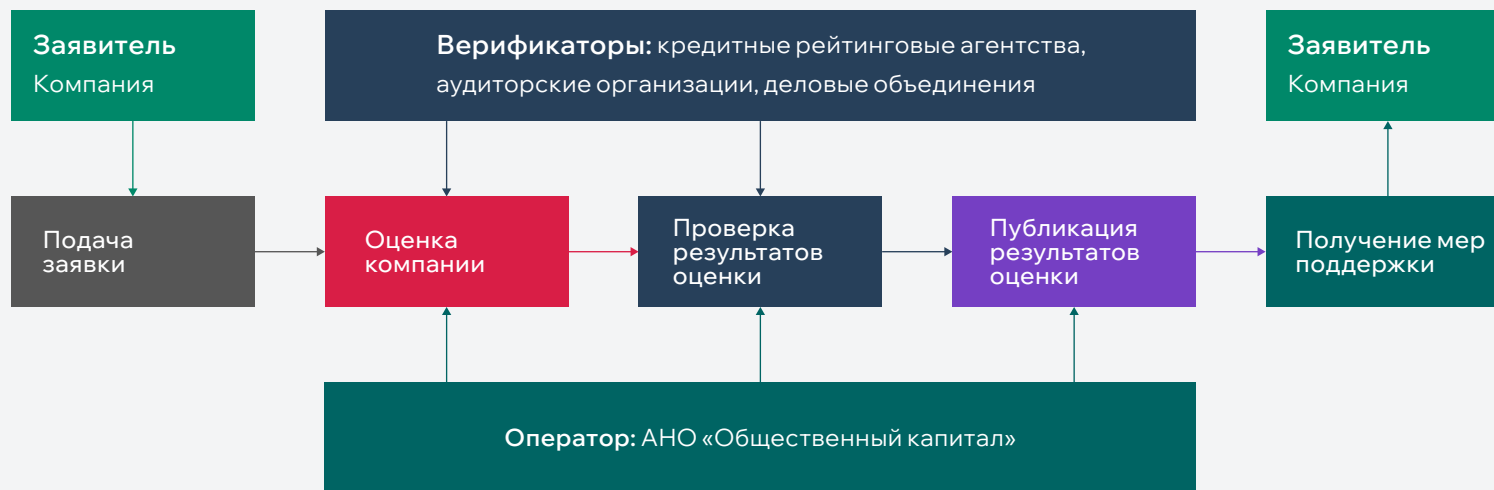 Заявитель
Компания
Верификаторы: кредитные рейтинговые агентства,
аудиторские организации, деловые объединения
Заявитель
Компания
Подача
заявки
Оценка
компании
Проверка
результатов
оценки
Публикация
результатов
оценки
Получение мер
поддержки
Оператор: АНО «Общественный капитал»